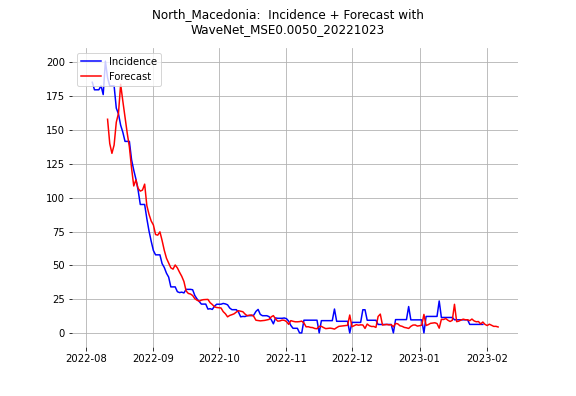 North_Macedonia:  Incidence + Forecast with
WaveNet_MSE0.0050_20221023
Incidence
Forecast
200
175
150
125
100
75
50
25
0
2022-08 2022-09 2022-10 2022-11 2022-12 2023-01 2023-02